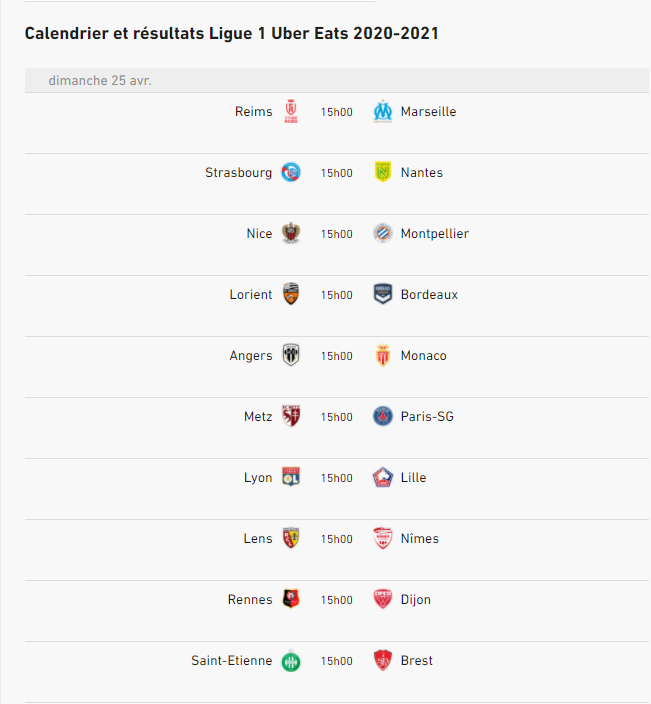 Calendrier et résultats Ligue 1 Uber Eats 2020-2021
dimanche 25 avr.
Reims 15h00 Marseille
Strasbourg 15h00 Nantes
Nice 15h00 Montpellier
Lorient 15h00 Bordeaux
Angers 15h00 Monaco
Metz 15h00 Paris-SG
Lyon 15h00 Lille
Lens 15h00 Nîmes
Rennes 15h00 Dijon
Saint-Etienne 15h00 Brest